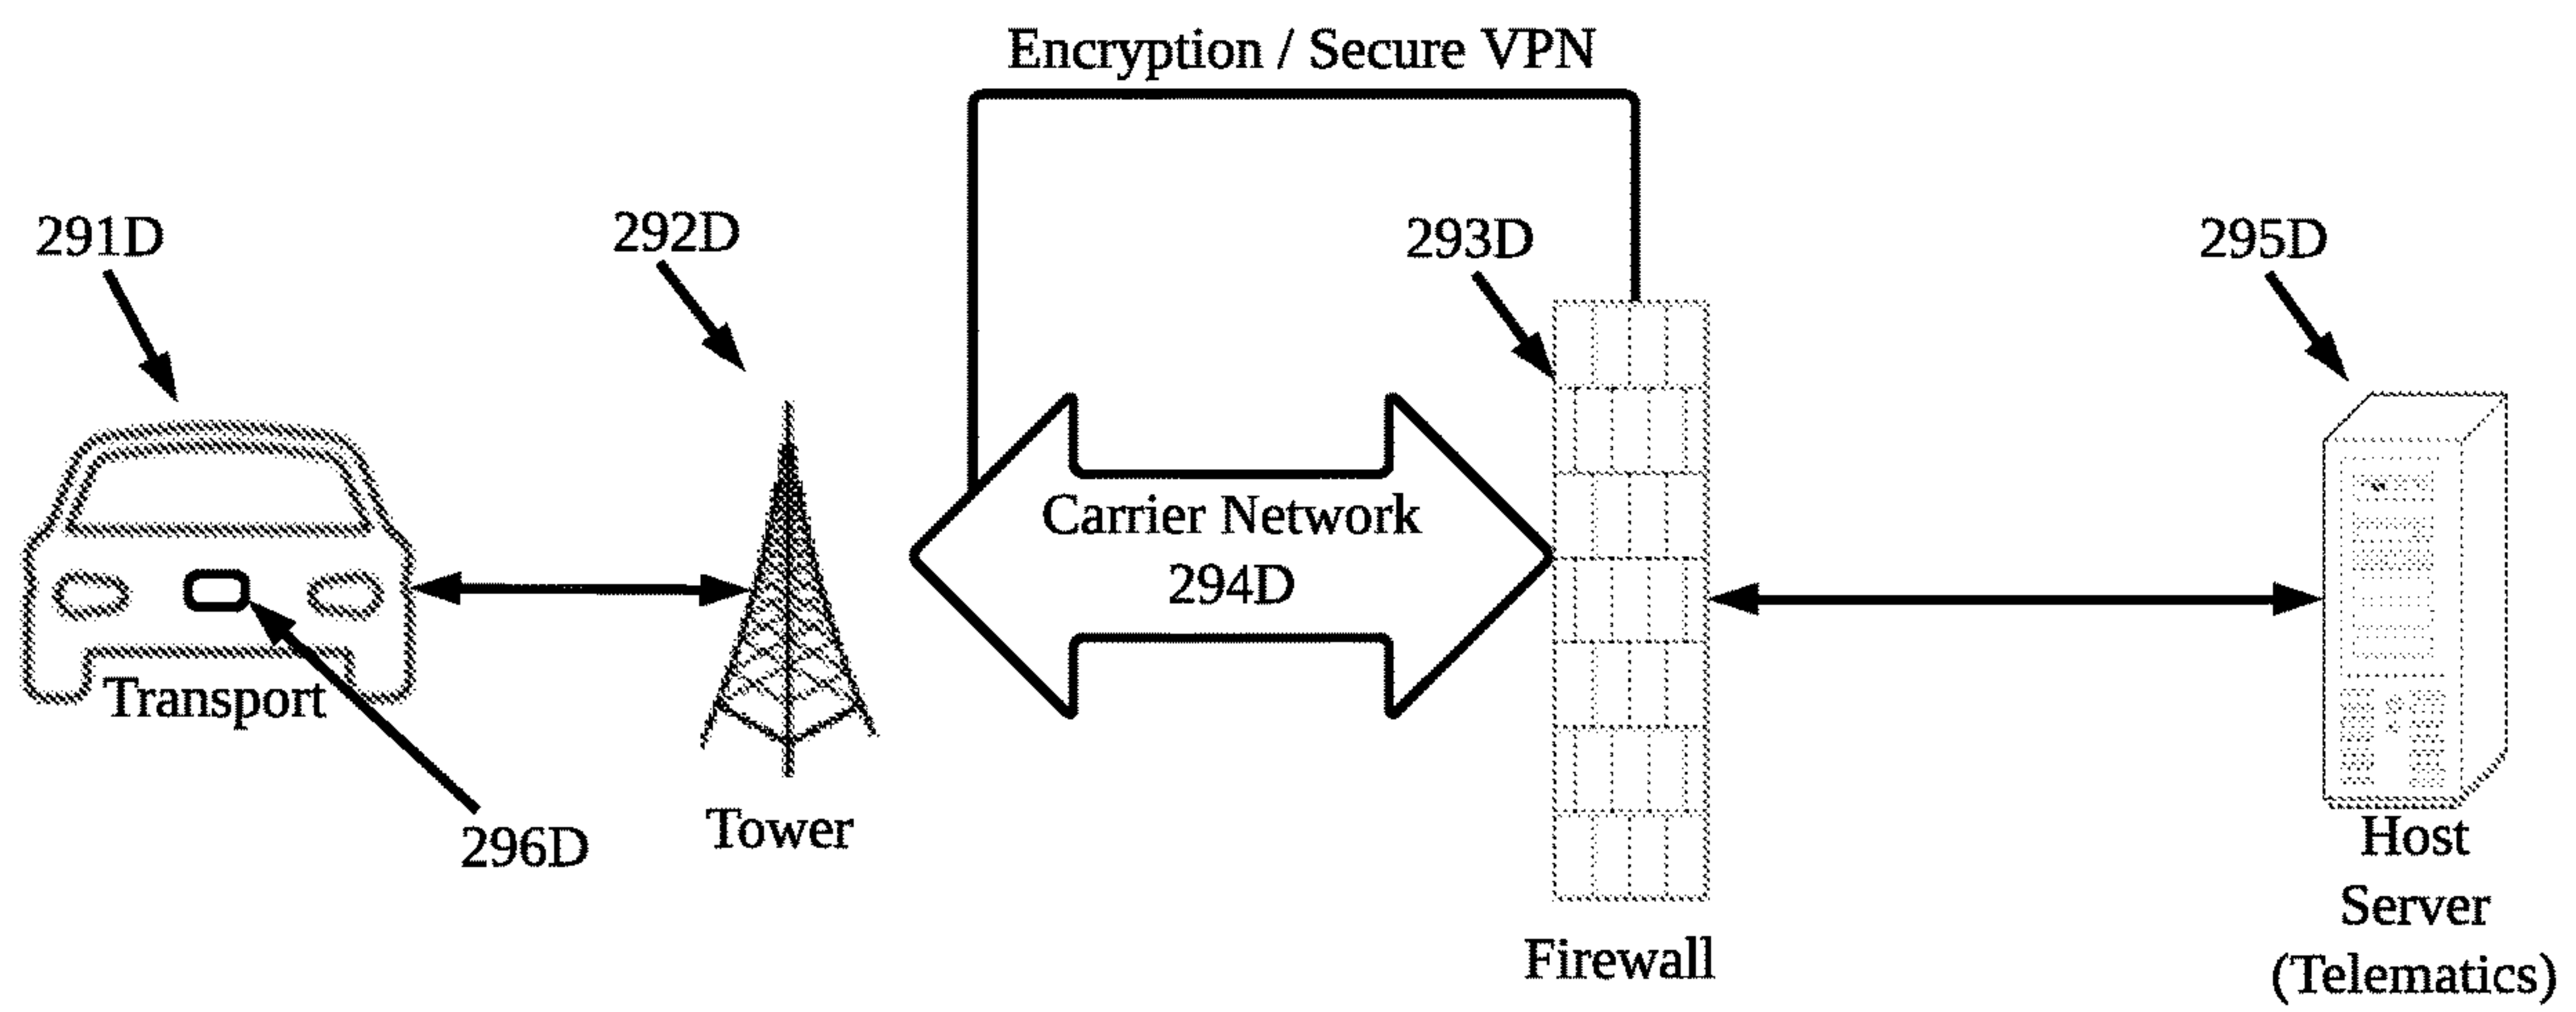 Encryption / Secure VPN
291D
292D
293D
295D
Carrier Network
294D
Transport
296D
Tower
Firewall
Host
Server
(Telematics)